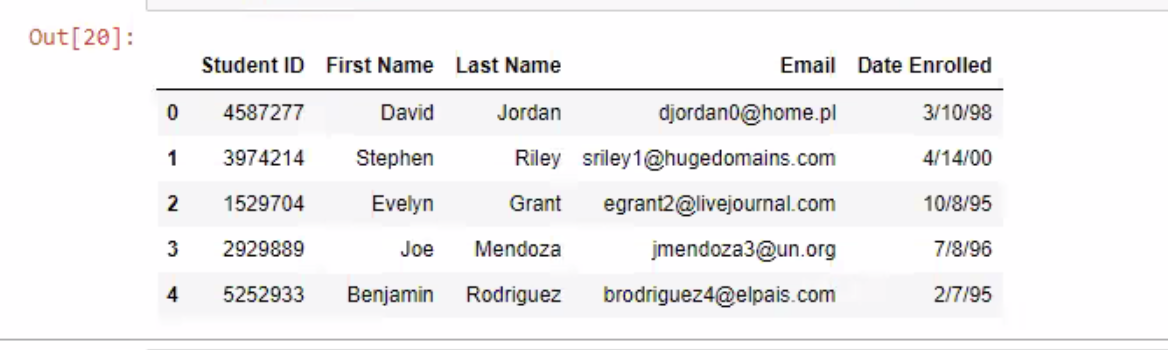 Out[20]:
Student ID First Name Last Name Email Date Enrolled
0 4587277 David Jordan djordan0@home.pl 3/10/98
1 3974214 Stephen Riley sriley1@hugedomains.com 4/14/00
2 1529704 Evelyn Grant egrant2@livejournal.com 10/8/95
3 2929889 Joe Mendoza jmendoza3@un.org 7/8/96
4 5252933 Benjamin Rodriguez brodriguez4@elpais.com 2/7/95